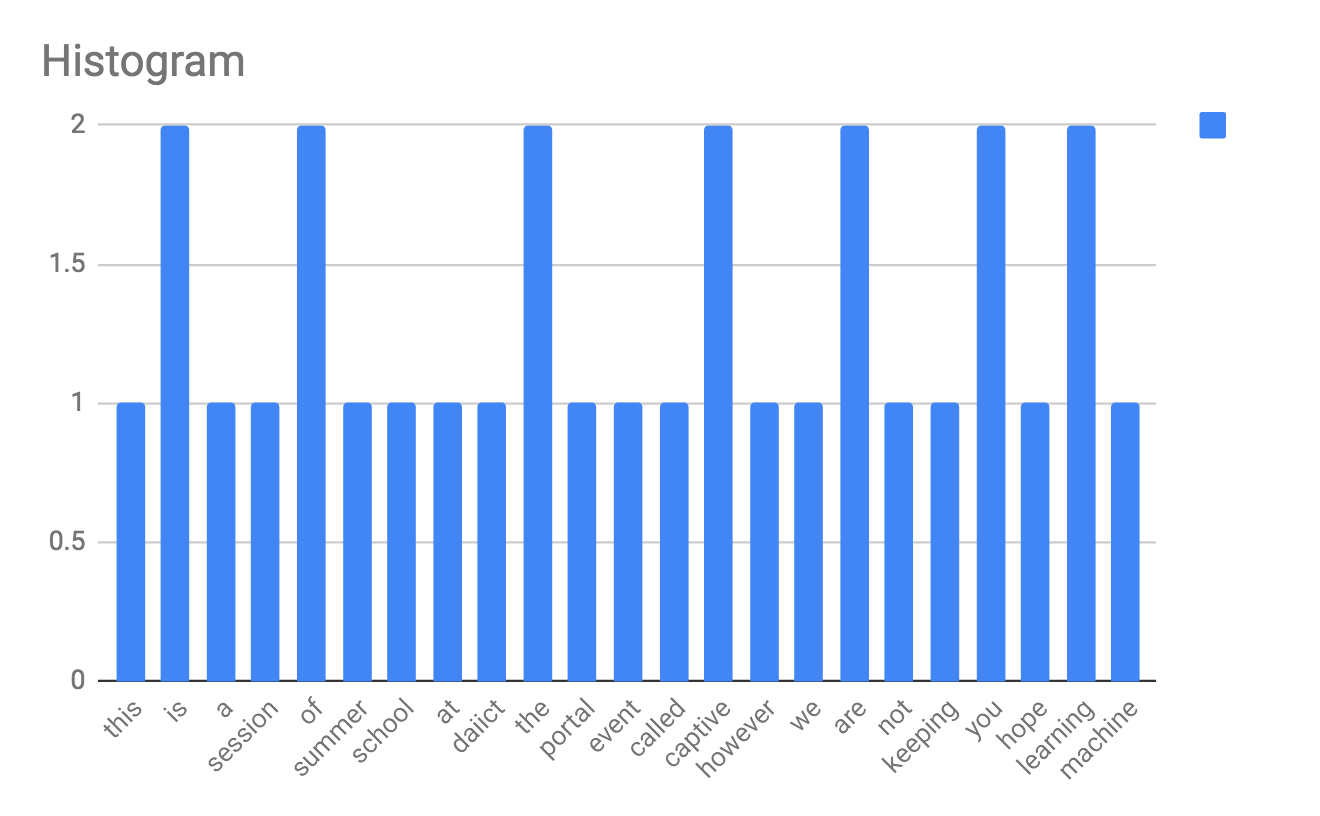 Histogram
2
1.5
1
0.5
0
this
is
a
session
of
summer
school
at
daiict
the
portal
event
called
captive
however
we
are
not
keeping
you
hope
learning
machine